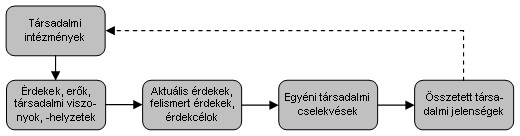 Társadalmi
intézmények
Érdekek, erők,
társadalmi viszo-
nyok, -helyzetek
Aktuális érdekek,
felismert érdekek,
érdekcélok
Egyéni társadalmi
cselekvések
Összetett társa-
dalmi jelenségek